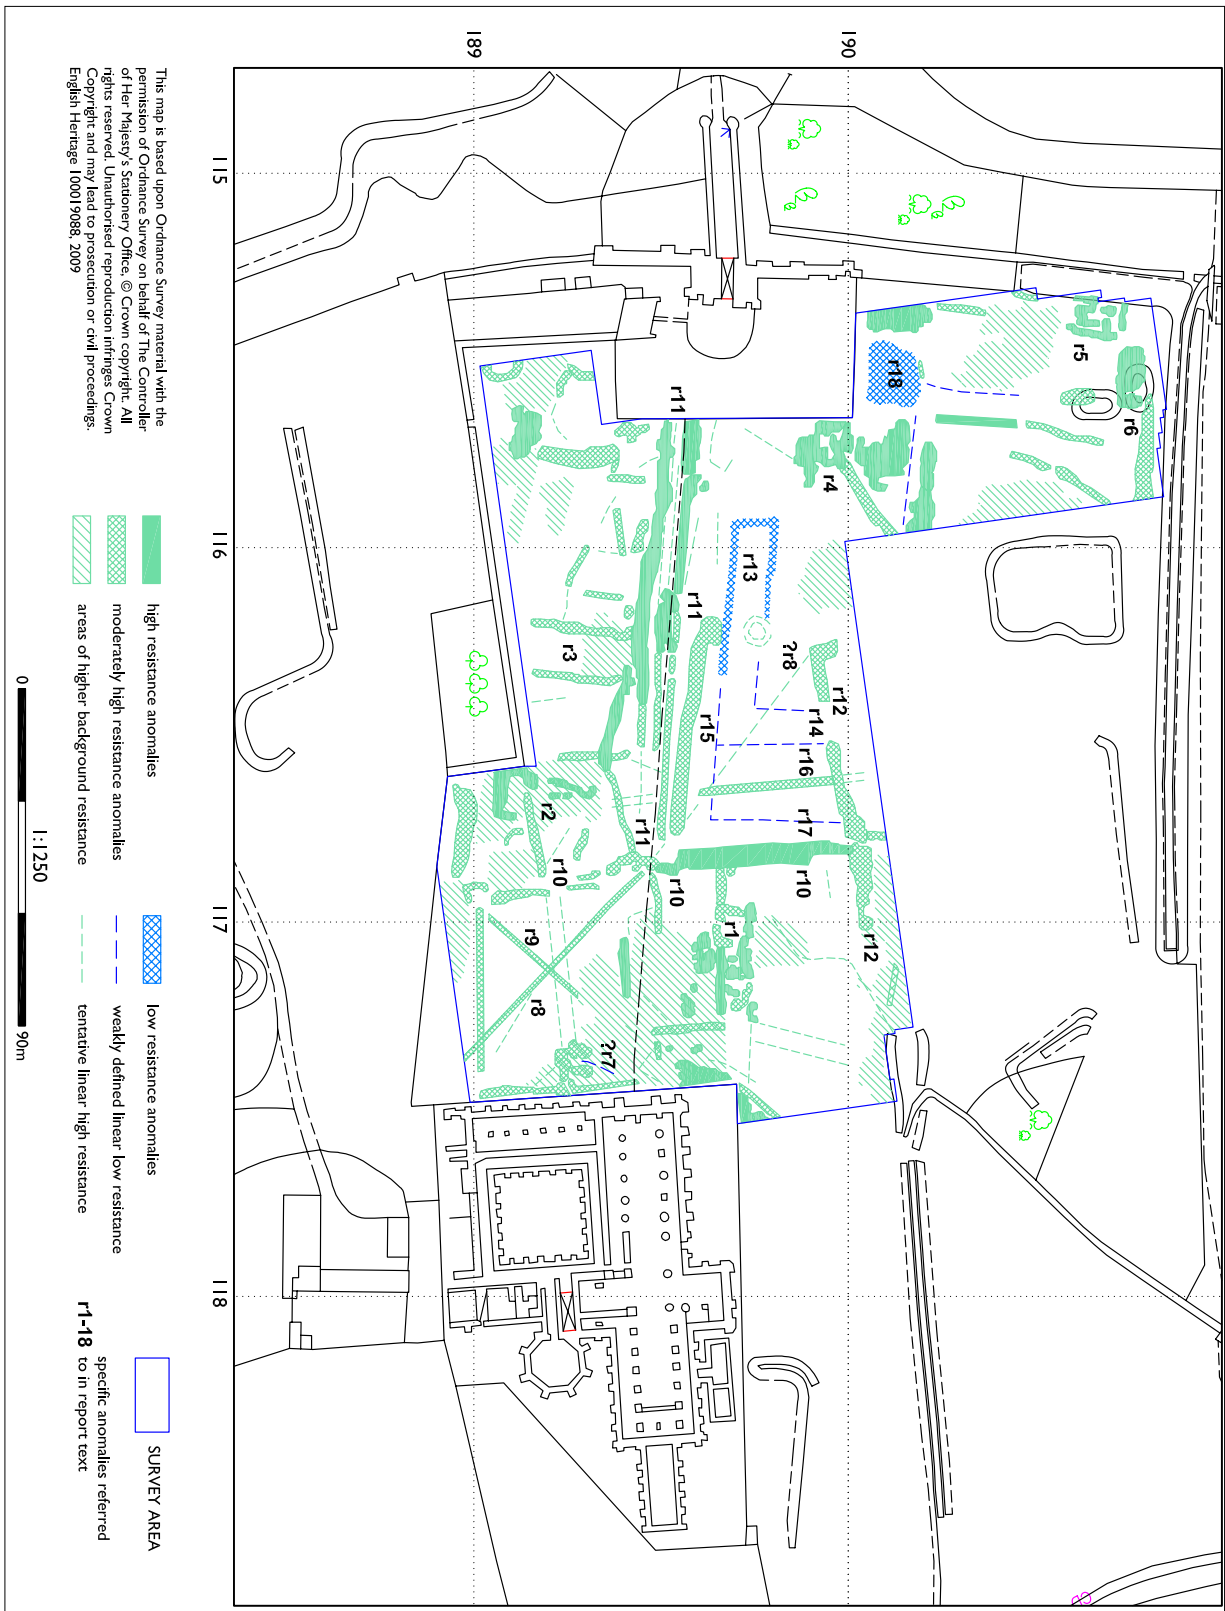 115
116
117
118
190
189
r5
r6
r18
r4
r11
r13
r11
?r8
r12
r14
r3
r15
r16
r17
r2
r11
r10
r10
r10
r1
r12
r9
r8
?r7
This map is based upon Ordnance Survey material with the
permission of Ordnance Survey on behalf of The Controller
of Her Majesty's Stationery Office, © Crown copyright. All
rights reserved. Unauthorised reproduction infringes Crown
Copyright and may lead to prosecution or civil proceedings.
English Heritage 100019088, 2009
high resistance anomalies
moderately high resistance anomalies
areas of higher background resistance
low resistance anomalies
weakly defined linear low resistance
tentative linear high resistance
SURVEY AREA
r1-18 specific anomalies referred
to in report text
0 90m
1:1250